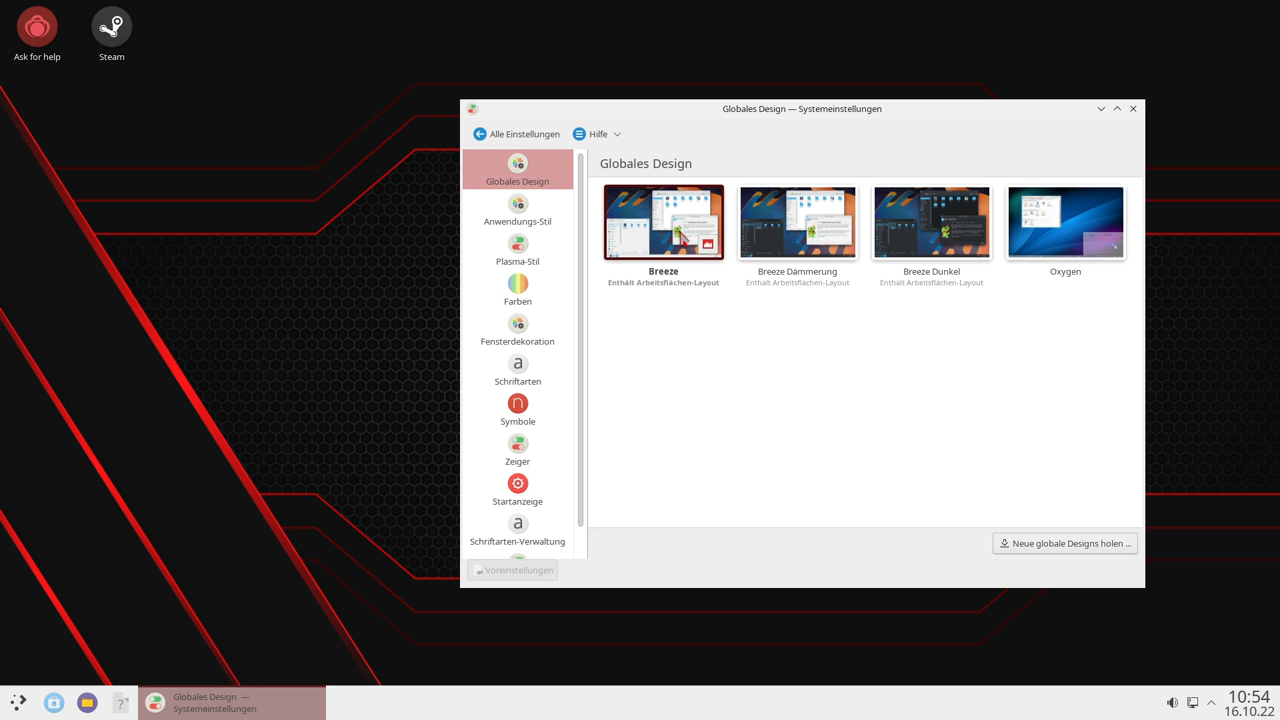 Ask for help
Steam
Globales Design — Systemeinstellungen
Alle Einstellungen
Hilfe
Globales Design
Anwendungs-Stil
Plasma-Stil
Farben
Fensterdekoration
Schriftarten
Symbole
Zeiger
Startanzeige
Schriftarten-Verwaltung
Globales Design
Breeze
Enthält Arbeitsflächen-Layout
Breeze Dämmerung
Enthält Arbeitsflächen-Layout
Breeze Dunkel
Enthält Arbeitsflächen-Layout
Oxygen
Neue globale Designs holen ...
Voreinstellungen
Globales Design —
Systemeinstellungen
10:54
16.10.22